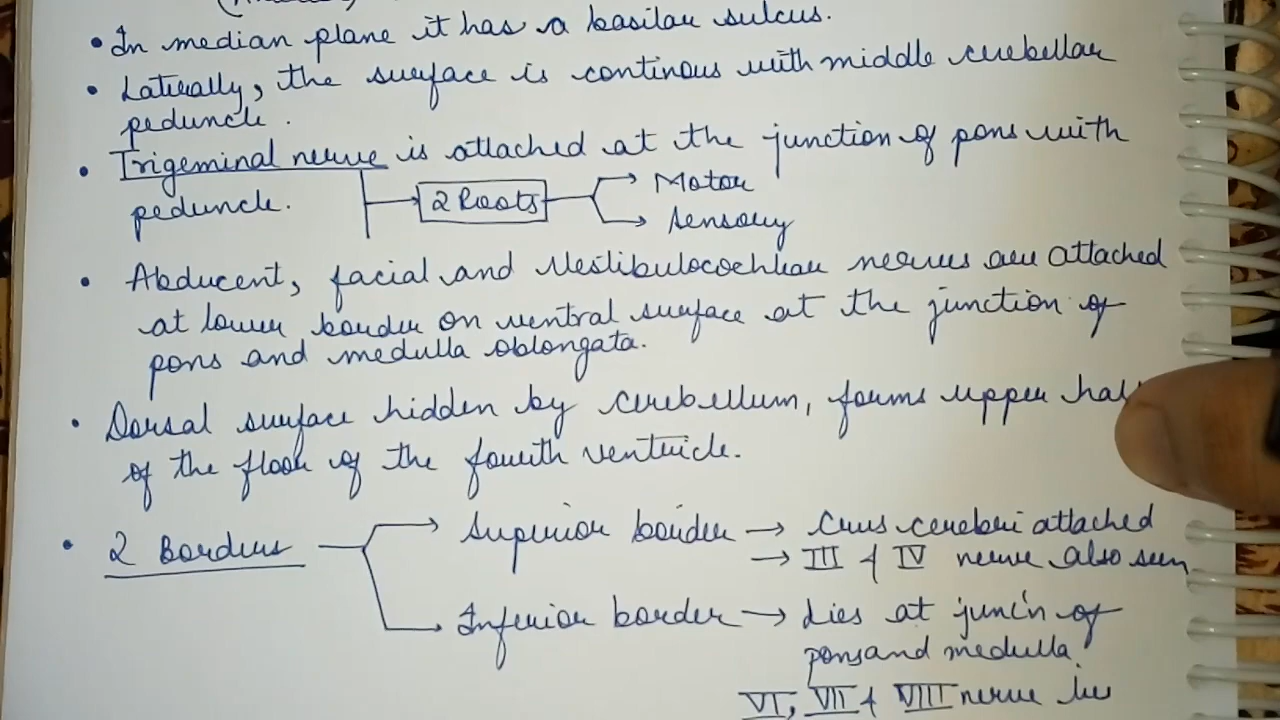 • In median plane it has a basilar sulcus.
• Laterally, the surface is continous with middle cerebellar
peduncle.
• Trigeminal nerve is attached at the junction of pons with
peduncle. → 2 Roots → Motor
→ Sensory
• Abducent, facial and Vestibulocochlear nerves are attached
at lower border on ventral surface at the junction of
pons and medulla oblongata.
• Dorsal surface hidden by cerebellum, forms upper hal
of the floor of the fourth ventricle.
• 2 Borders → Superior border → Crus cerebri attached
→ III & IV nerve also seen
→ Inferior border → Lies at junc'n of
pons and medulla.
VI, VII & VIII nerve lies